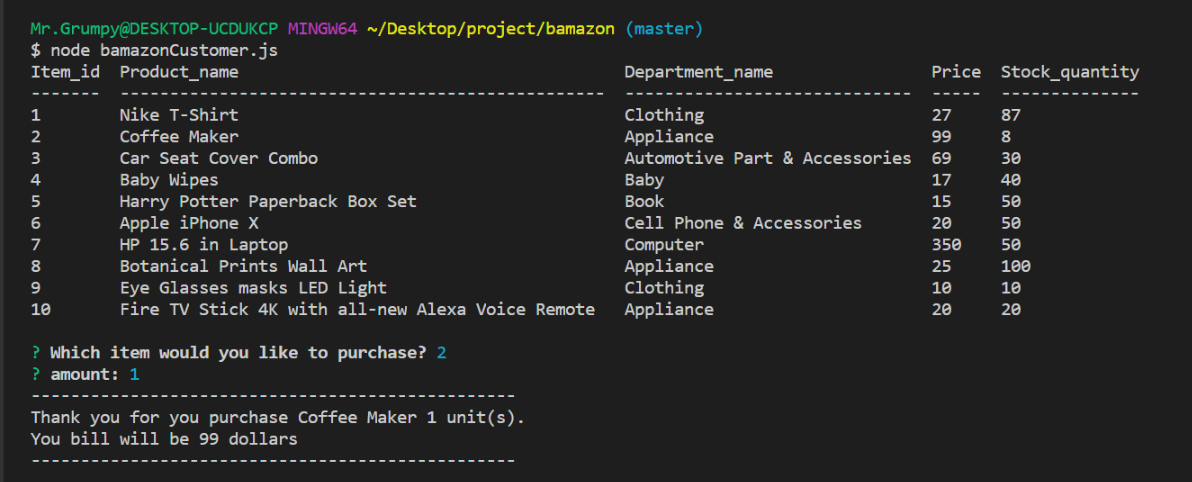 Mr.Grumpy@DESKTOP-UCDUKCP MINGW64 ~/Desktop/project/bamazon (master)
$ node bamazonCustomer.js
Item_id  Product_name                                       Department_name                Price  Stock_quantity
-------  -------------------------------------------------  -----------------------------  -----  --------------
1        Nike T-Shirt                                       Clothing                       27     87
2        Coffee Maker                                       Appliance                      99     8
3        Car Seat Cover Combo                               Automotive Part & Accessories  69     30
4        Baby Wipes                                         Baby                           17     40
5        Harry Potter Paperback Box Set                     Book                           15     50
6        Apple iPhone X                                     Cell Phone & Accessories       20     50
7        HP 15.6 in Laptop                                  Computer                       350    50
8        Botanical Prints Wall Art                          Appliance                      25     100
9        Eye Glasses masks LED Light                        Clothing                       10     10
10       Fire TV Stick 4K with all-new Alexa Voice Remote   Appliance                      20     20
? Which item would you like to purchase? 2
? amount: 1
-------------------------------------------------
Thank you for you purchase Coffee Maker 1 unit(s).
You bill will be 99 dollars
-------------------------------------------------